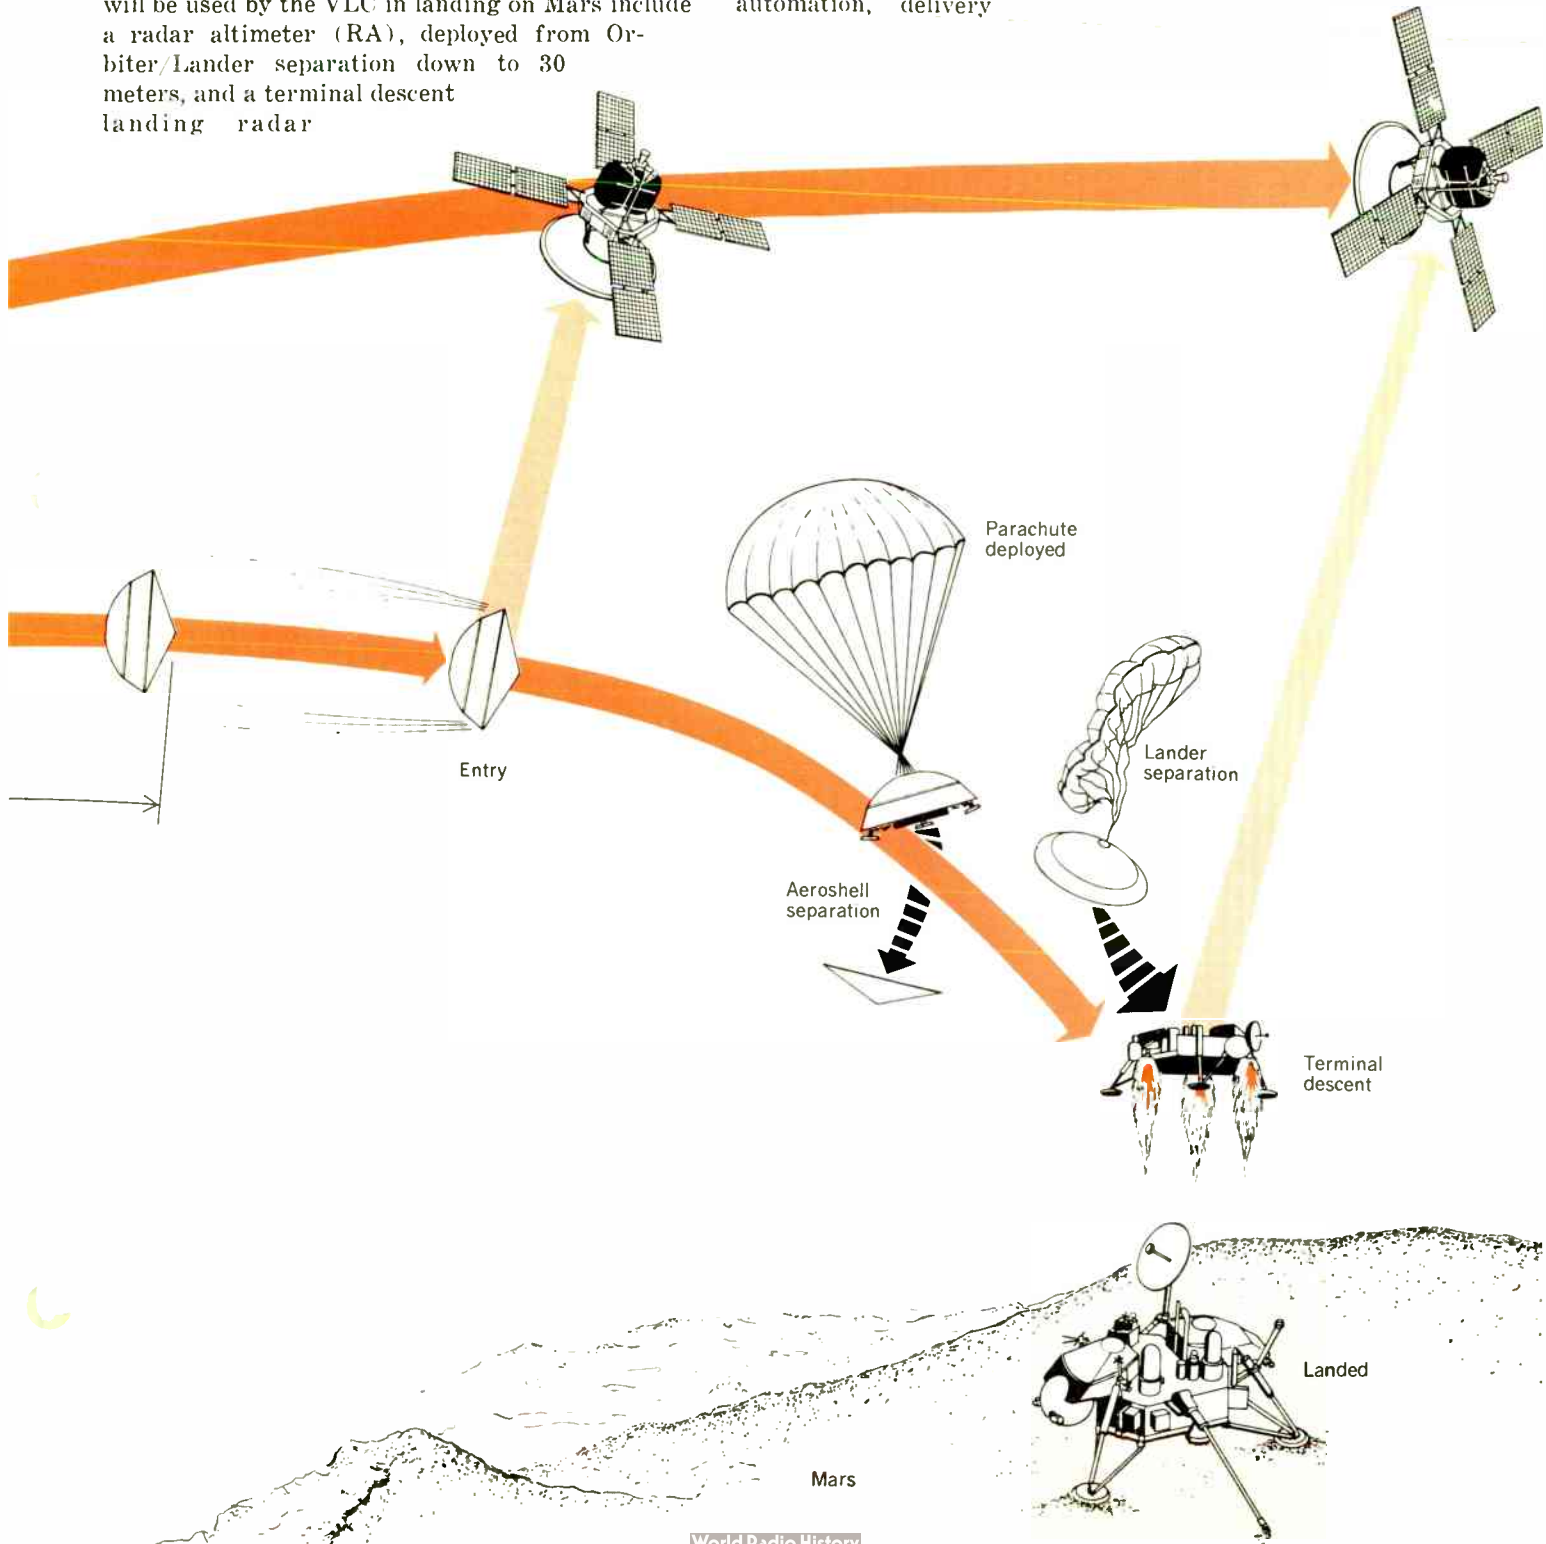 will be used by the VLC in landing on Mars include
a radar altimeter (RA), deployed from Or-
biter/Lander separation down to 30
meters, and a terminal descent
landing radar
automation, delivery
Parachute
deployed
Lander
separation
Entry
Aeroshell
separation
Terminal
descent
Landed
Mars
World Radio History